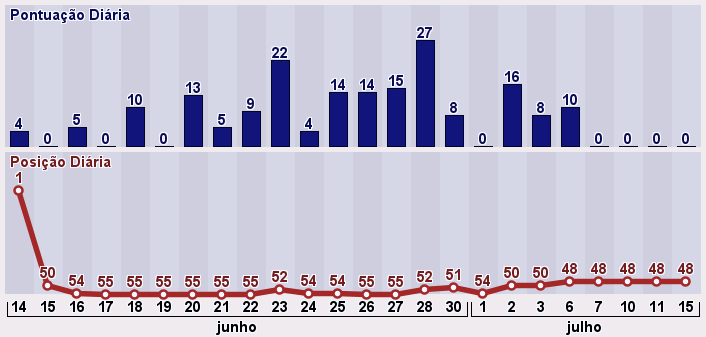 Pontuação Diária
4 0 5 0 10 0 13 5 9 22 4 14 14 15 27 8 0 16 8 10 0 0 0 0
Posição Diária
1 50 54 55 55 55 55 55 55 52 54 54 55 55 52 51 54 50 50 48 48 48 48 48
14 15 16 17 18 19 20 21 22 23 24 25 26 27 28 30 1 2 3 6 7 10 11 15
junho julho